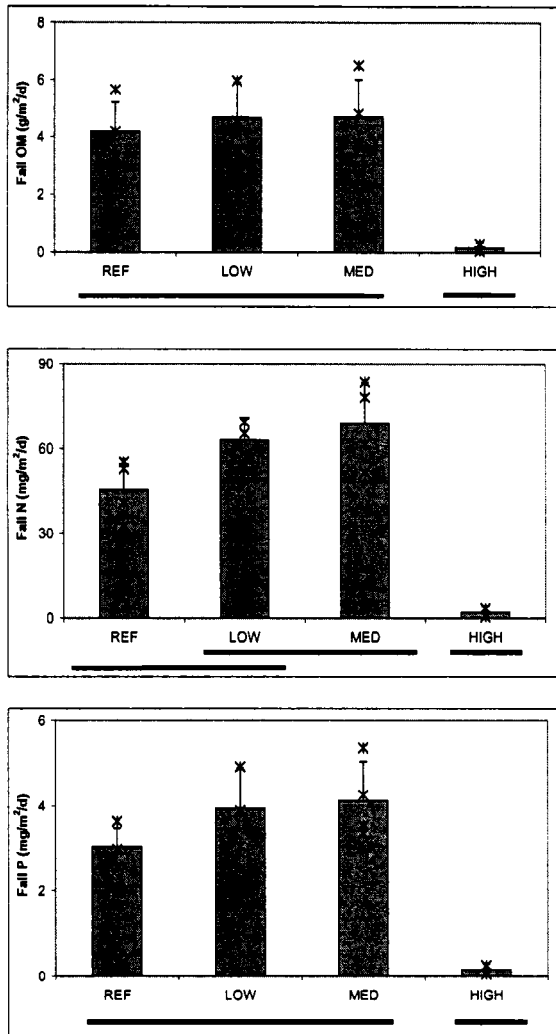 Fall OM (g/m²/d)
8
6
4
2
0
REF LOW MED HIGH
Fall N (mg/m²/d)
90
60
30
0
REF LOW MED HIGH
Fall P (mg/m²/d)
6
4
2
0
REF LOW MED HIGH